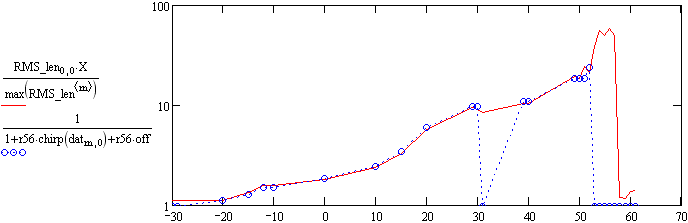 100
RMS_len0,0·X
max(RMS_len<m>)
10
1
1+r56·chirp(datm,0)+r56·off
1
−30 −20 −10 0 10 20 30 40 50 60 70